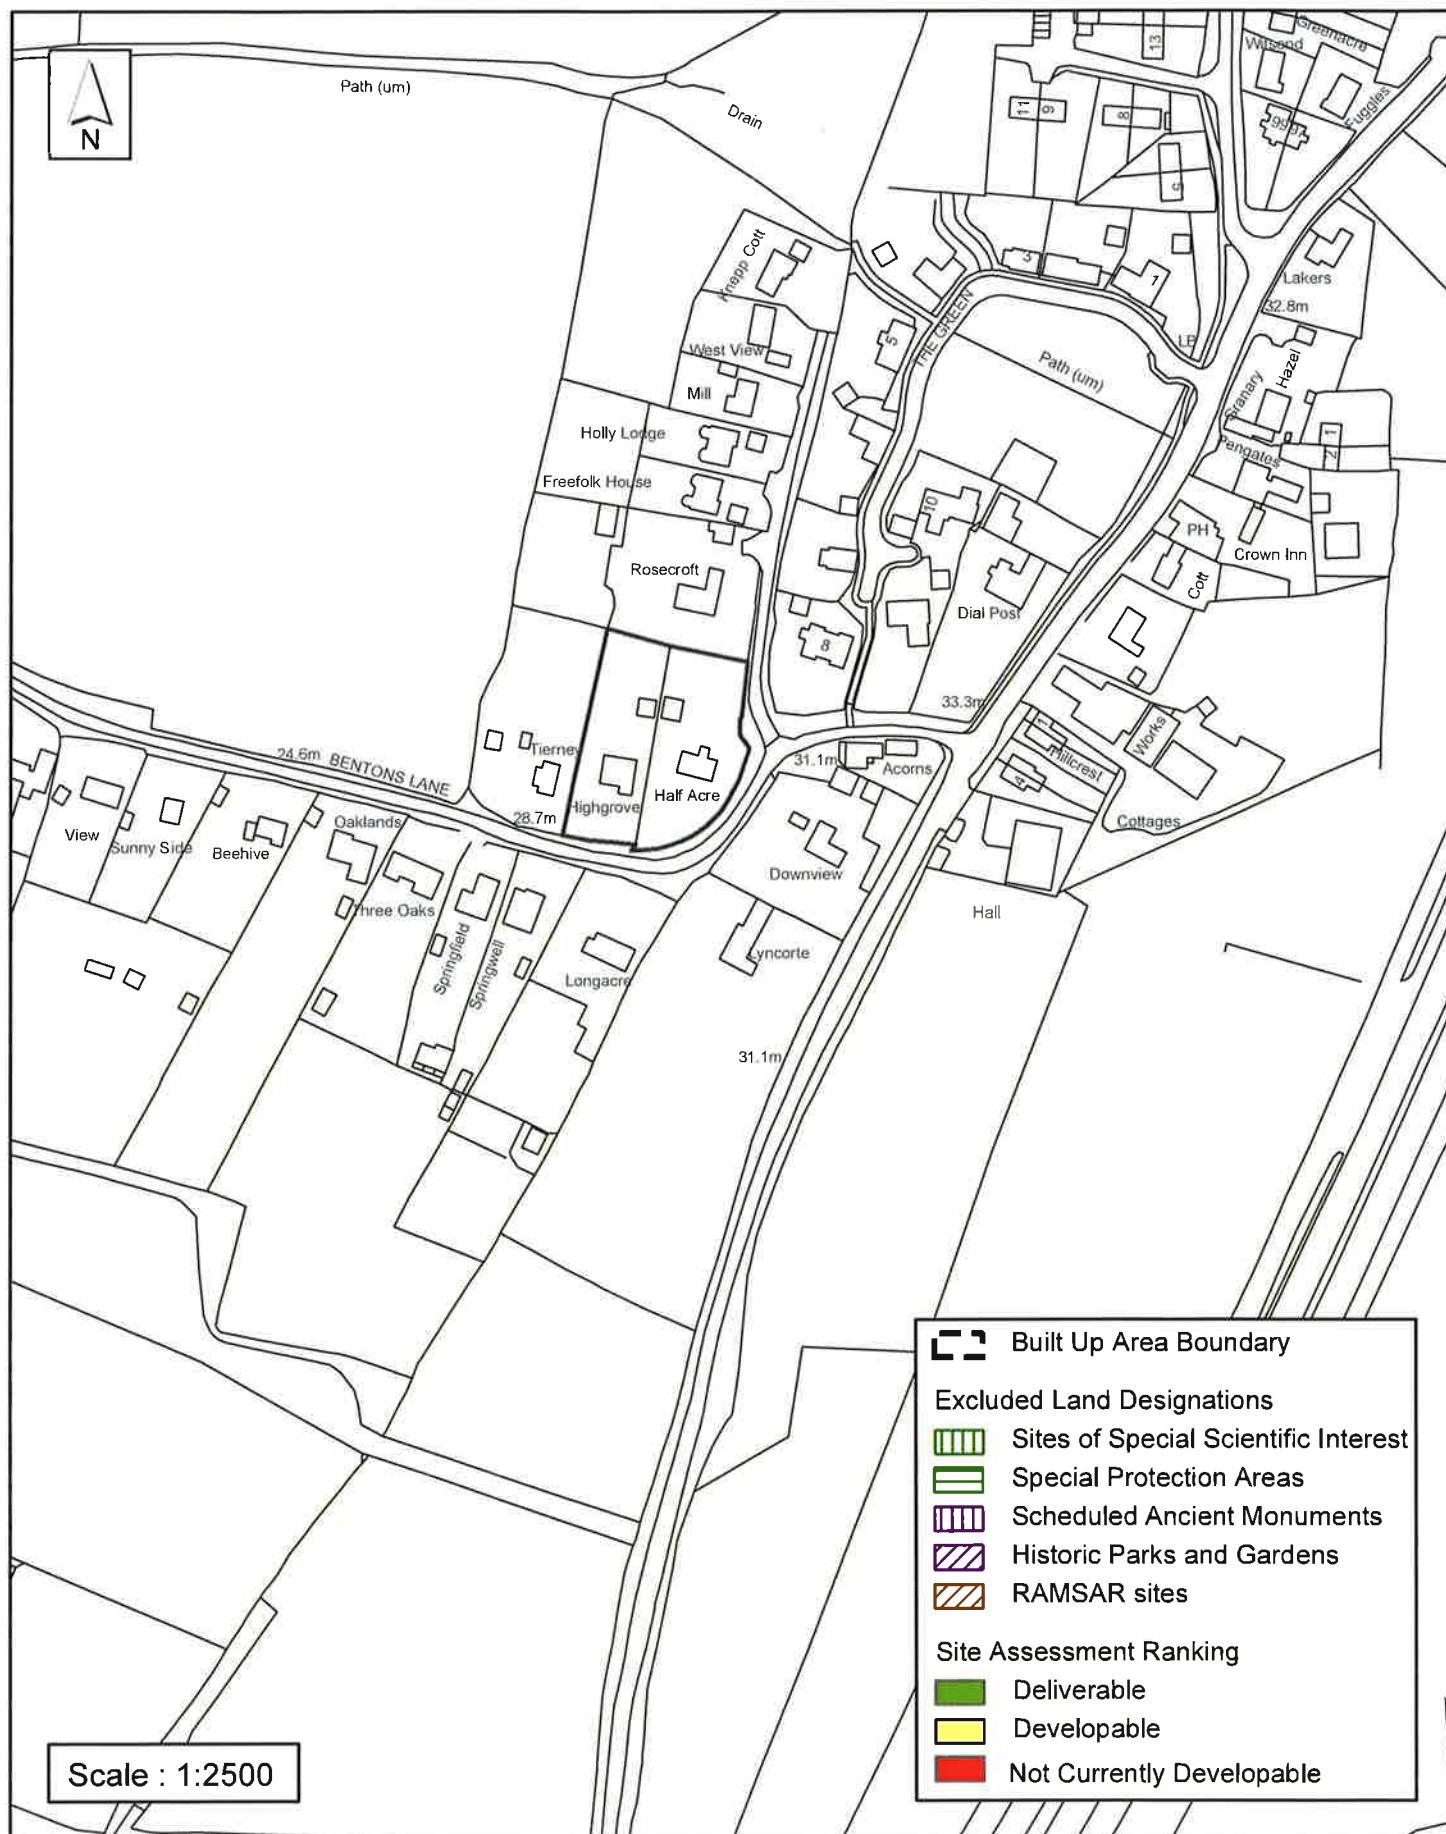 Greenacre
Witsend
13
Path (um)
N
Drain
11
9
8
Fuggles
5
Knepp Cott
3
1
Lakers
32.8m
THE GREEN
5
LB
West View
Path (um)
Hazel
Granary
Mill
Holly Lodge
Pengates
2
1
Freefolk House
10
PH
Crown Inn
Rosecroft
Cott
Dial Post
8
33.3m
1
Works
24.6m BENTONS LANE
Tierney
31.1m
Acorns
Hillcrest
4
Highgrove
Half Acre
28.7m
Oaklands
Cottages
View
Sunny Side
Beehive
Downview
Three Oaks
Hall
Springfield
Springwell
Lyncorte
Longacre
31.1m
Built Up Area Boundary
Excluded Land Designations
Sites of Special Scientific Interest
Special Protection Areas
Scheduled Ancient Monuments
Historic Parks and Gardens
RAMSAR sites
Site Assessment Ranking
Deliverable
Developable
Not Currently Developable
Scale : 1:2500